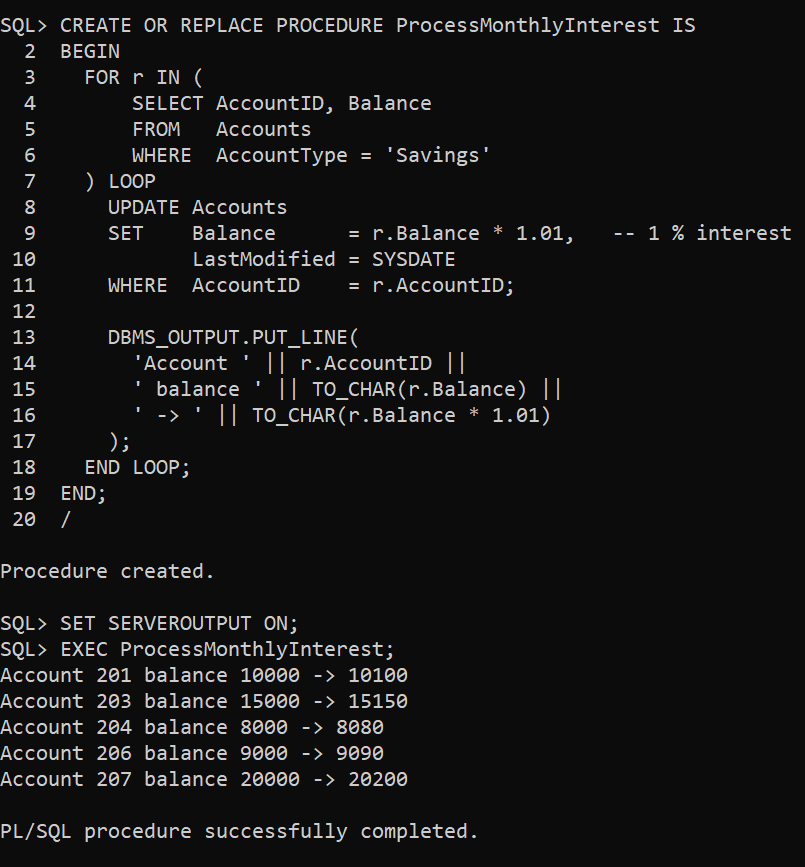 SQL> CREATE OR REPLACE PROCEDURE ProcessMonthlyInterest IS
  2  BEGIN
  3    FOR r IN (
  4        SELECT AccountID, Balance
  5        FROM   Accounts
  6        WHERE  AccountType = 'Savings'
  7    ) LOOP
  8      UPDATE Accounts
  9      SET    Balance      = r.Balance * 1.01,   -- 1 % interest
 10             LastModified = SYSDATE
 11      WHERE  AccountID    = r.AccountID;
 12
 13      DBMS_OUTPUT.PUT_LINE(
 14        'Account ' || r.AccountID ||
 15        ' balance ' || TO_CHAR(r.Balance) ||
 16        ' -> ' || TO_CHAR(r.Balance * 1.01)
 17      );
 18    END LOOP;
 19  END;
 20  /
Procedure created.
SQL> SET SERVEROUTPUT ON;
SQL> EXEC ProcessMonthlyInterest;
Account 201 balance 10000 -> 10100
Account 203 balance 15000 -> 15150
Account 204 balance 8000 -> 8080
Account 206 balance 9000 -> 9090
Account 207 balance 20000 -> 20200
PL/SQL procedure successfully completed.